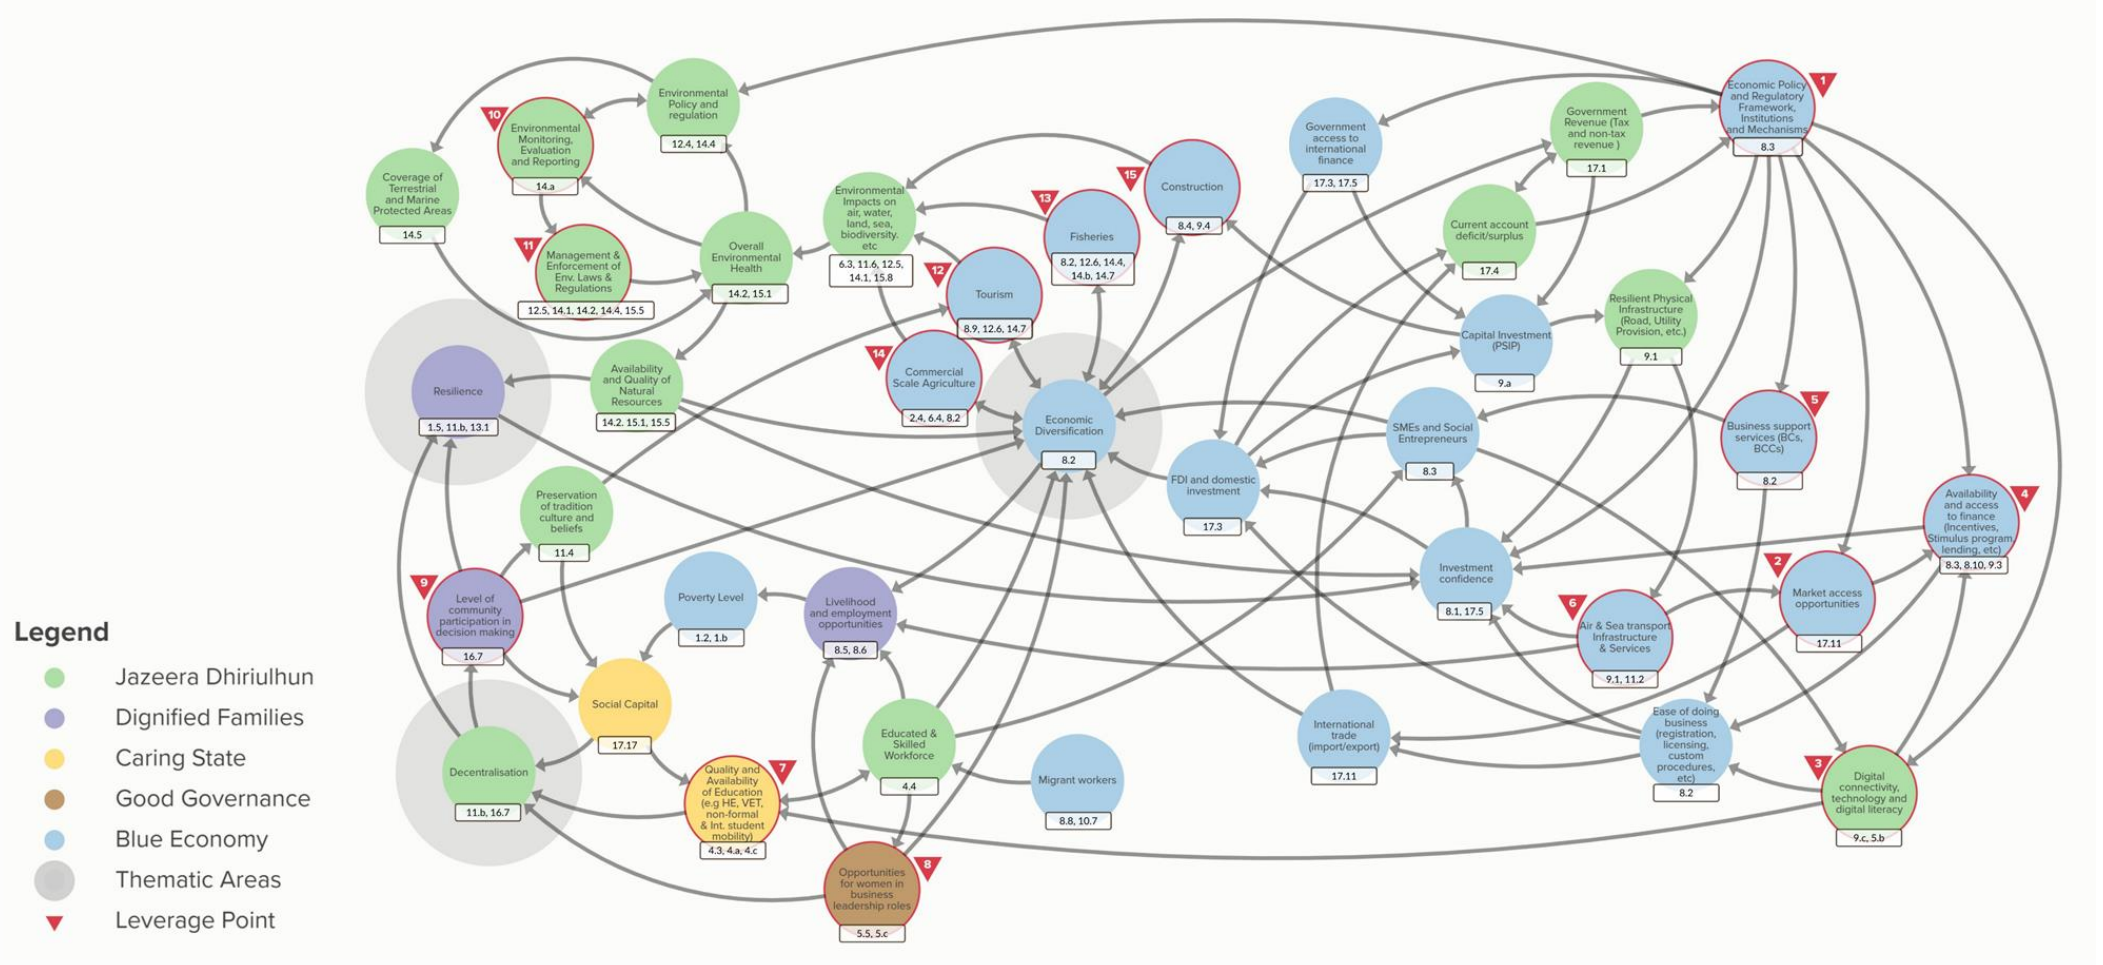 1
Economic Policy
and Regulatory
Framework,
Institutions
and Mechanisms
8.3
Environmental
Policy and
regulation
12.4, 14.4
10
Environmental
Monitoring,
Evaluation
and Reporting
14.a
Government
Revenue (Tax
and non-tax
revenue )
17.1
Government
access to
international
finance
17.3, 17.5
Coverage of
Terrestrial
and Marine
Protected Areas
14.5
15
Construction
8.4, 9.4
13
Fisheries
8.2, 12.6, 14.4,
14.b, 14.7
Environmental
Impacts on
air, water,
land, sea,
biodiversity.
etc
6.3, 11.6, 12.5,
14.1, 15.8
Current account
deficit/surplus
17.4
11
Management &
Enforcement of
Env. Laws &
Regulations
12.5, 14.1, 14.2, 14.4, 15.5
Overall
Environmental
Health
14.2, 15.1
12
Tourism
8.9, 12.6, 14.7
Resilient Physical
Infrastructure
(Road, Utility
Provision, etc.)
9.1
Capital Investment
(PSIP)
9.a
14
Commercial
Scale Agriculture
2.4, 6.4, 8.2
Resilience
1.5, 11.b, 13.1
Availability
and Quality of
Natural
Resources
14.2, 15.1, 15.5
Economic
Diversification
8.2
SMEs and Social
Entrepreneurs
8.3
5
Business support
services (BCs,
BCCs)
8.2
FDI and domestic
investment
17.3
4
Availability
and access
to finance
(Incentives,
Stimulus program,
lending, etc)
8.3, 8.10, 9.3
Preservation
of tradition
culture and
beliefs
11.4
Investment
confidence
8.1, 17.5
2
Market access
opportunities
17.11
9
Level of
community
participation in
decision making
16.7
Poverty Level
1.2, 1.b
Livelihood
and employment
opportunities
8.5, 8.6
6
Air & Sea transport
Infrastructure
& Services
9.1, 11.2
Social Capital
17.17
Educated &
Skilled
Workforce
4.4
International
trade
(import/export)
17.11
Ease of doing
business
(registration,
licensing,
custom
procedures,
etc)
8.2
Decentralisation
11.b, 16.7
7
Quality and
Availability
of Education
(e.g HE, VET,
non-formal
& Int. student
mobility)
4.3, 4.a, 4.c
Migrant workers
8.8, 10.7
3
Digital
connectivity,
technology and
digital literacy
9.c, 5.b
8
Opportunities
for women in
business
leadership roles
5.5, 5.c
Legend
Jazeera Dhiriulhun
Dignified Families
Caring State
Good Governance
Blue Economy
Thematic Areas
Leverage Point